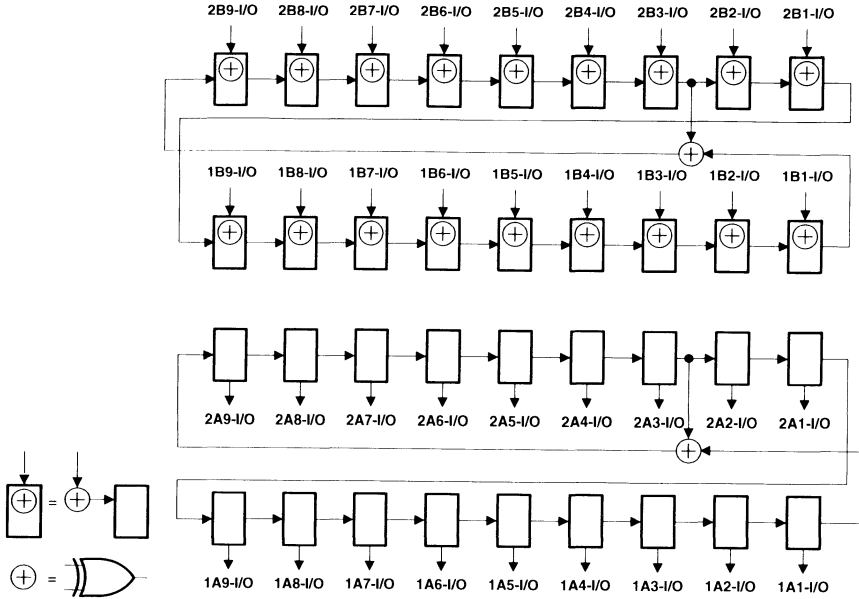 2B9-I/O 2B8-I/O 2B7-I/O 2B6-I/O 2B5-I/O 2B4-I/O 2B3-I/O 2B2-I/O 2B1-I/O
1B9-I/O 1B8-I/O 1B7-I/O 1B6-I/O 1B5-I/O 1B4-I/O 1B3-I/O 1B2-I/O 1B1-I/O
2A9-I/O 2A8-I/O 2A7-I/O 2A6-I/O 2A5-I/O 2A4-I/O 2A3-I/O 2A2-I/O 2A1-I/O
=
=
1A9-I/O 1A8-I/O 1A7-I/O 1A6-I/O 1A5-I/O 1A4-I/O 1A3-I/O 1A2-I/O 1A1-I/O